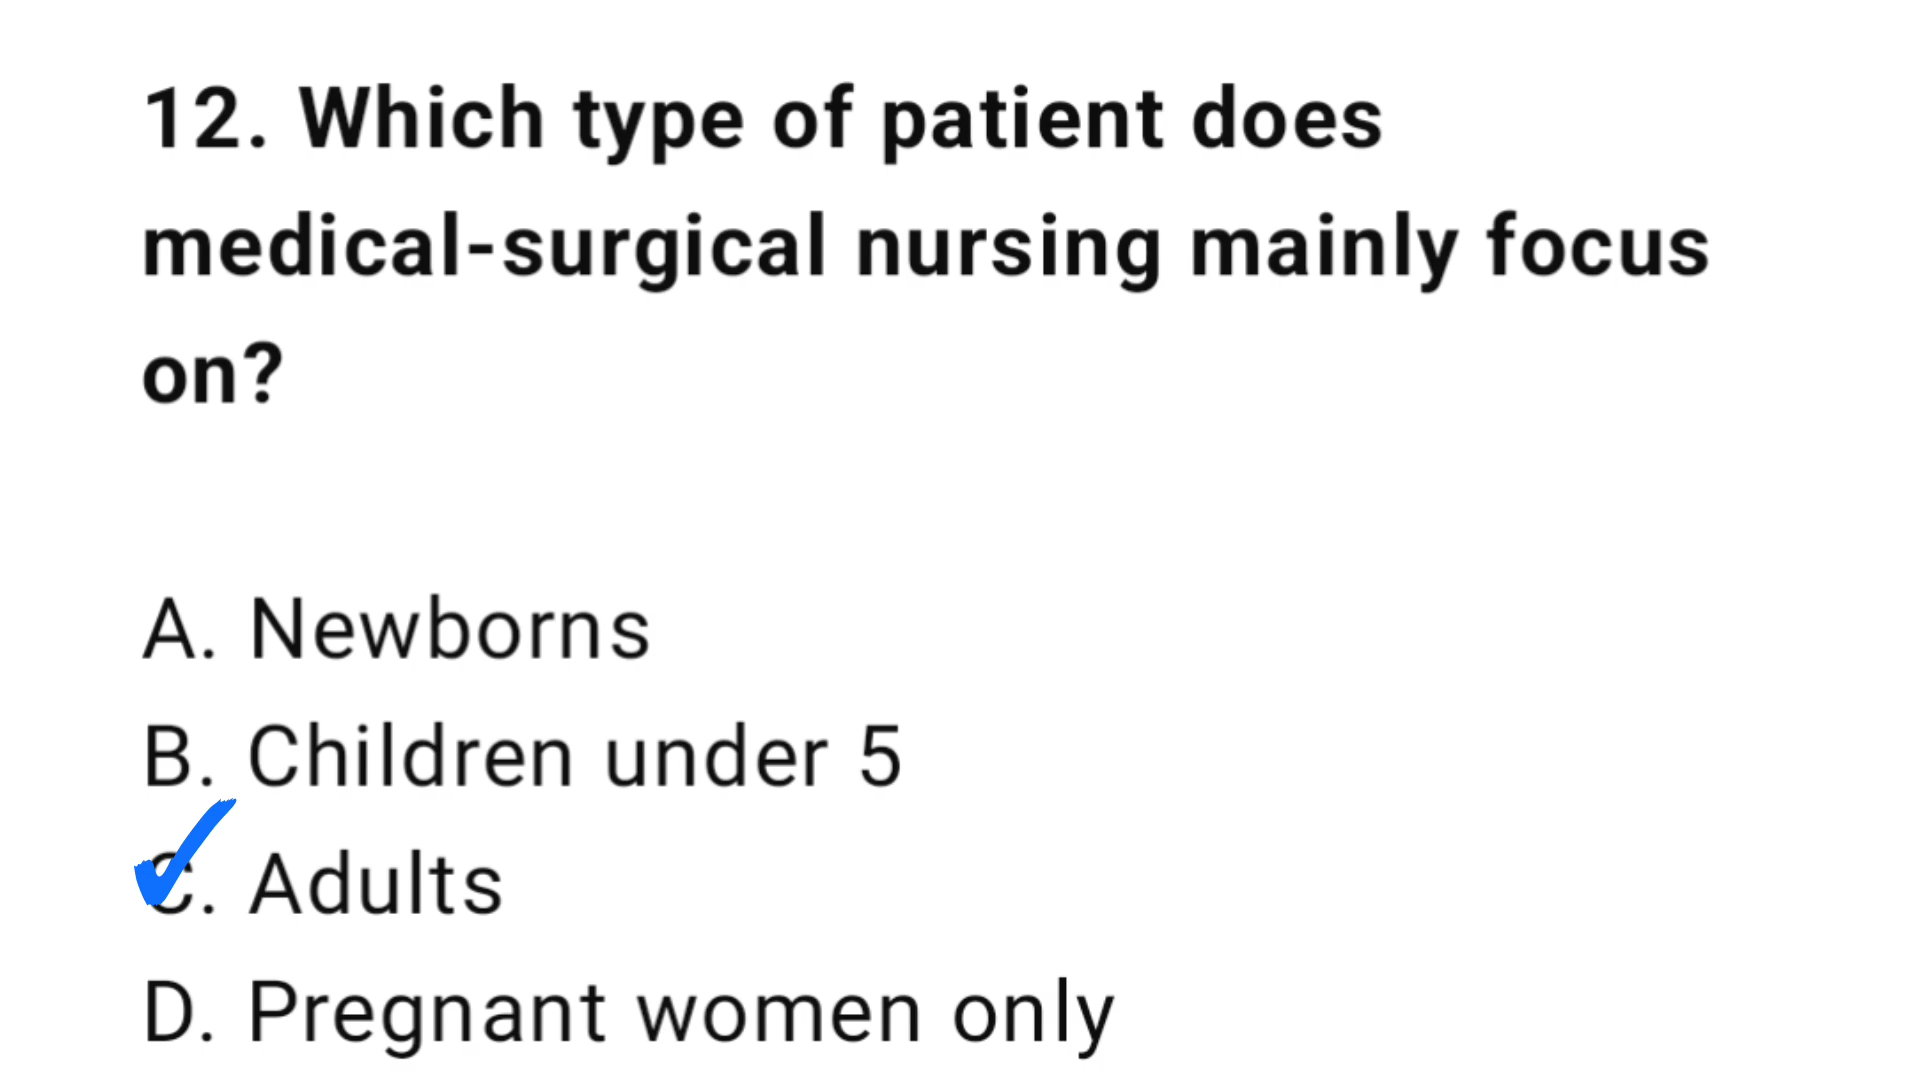 12. Which type of patient does
medical-surgical nursing mainly focus
on?
A. Newborns
B. Children under 5
C. Adults
D. Pregnant women only